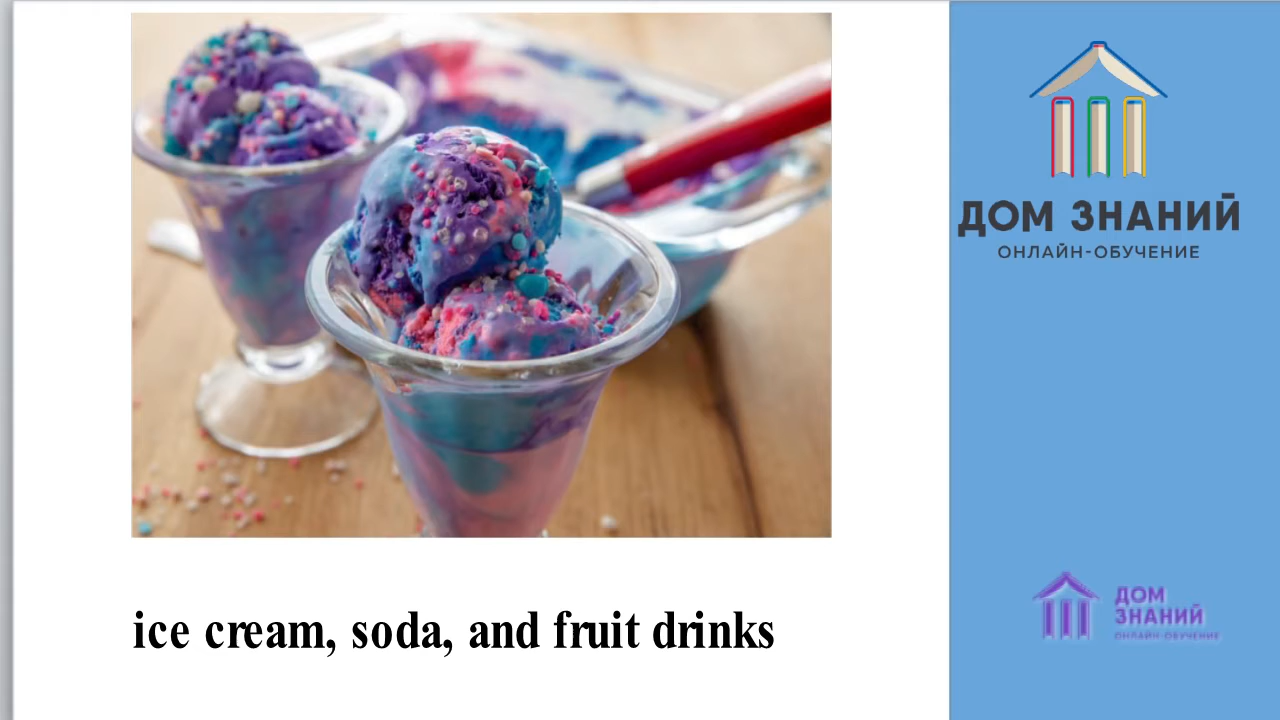 ДОМ ЗНАНИЙ
ОНЛАЙН-ОБУЧЕНИЕ
ice cream, soda, and fruit drinks
ДОМ
ЗНАНИЙ
ОНЛАЙН-ОБУЧЕНИЕ